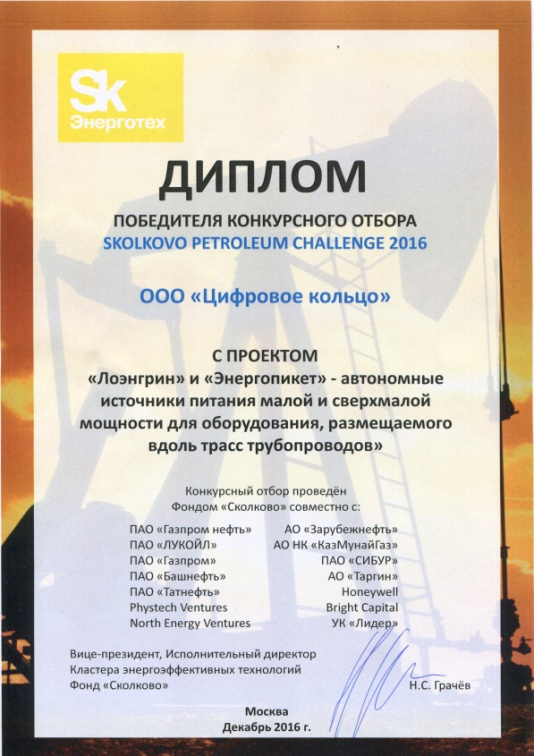 Sk
Энерготех
ДИПЛОМ
ПОБЕДИТЕЛЯ КОНКУРСНОГО ОТБОРА
SKOLKOVO PETROLEUM CHALLENGE 2016
ООО «Цифровое кольцо»
С ПРОЕКТОМ
«Лоэнгрин» и «Энергопикет» - автономные
источники питания малой и сверхмалой
мощности для оборудования, размещаемого
вдоль трасс трубопроводов»
Конкурсный отбор проведён
Фондом «Сколково» совместно с:
ПАО «Газпром нефть» АО «Зарубежнефть»
ПАО «ЛУКОЙЛ» АО НК «КазМунайГаз»
ПАО «Газпром» ПАО «СИБУР»
ПАО «Башнефть» АО «Таргин»
ПАО «Татнефть» Honeywell
Phystech Ventures Bright Capital
North Energy Ventures УК «Лидер»
Вице-президент, Исполнительный директор
Кластера энергоэффективных технологий
Фонд «Сколково» Н.С. Грачёв
Москва
Декабрь 2016 г.